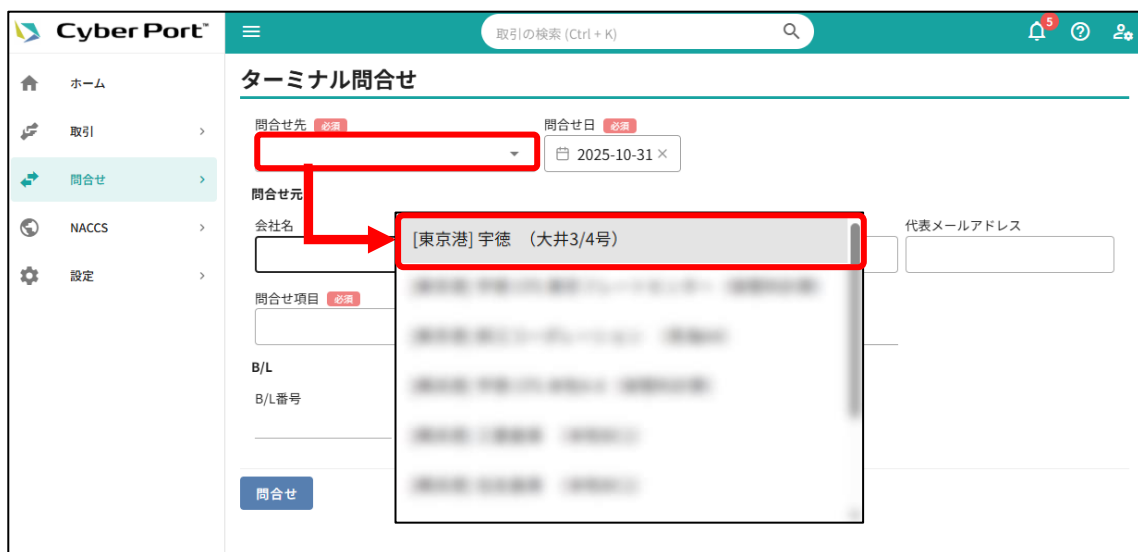 Cyber Port™
取引の検索 (Ctrl + K)
5
ホーム
取引
問合せ
NACCS
設定
ターミナル問合せ
問合せ先 必須
問合せ日 必須
2025-10-31
問合せ元
会社名
代表メールアドレス
[東京港] 宇徳 （大井3/4号）
問合せ項目 必須
B/L
B/L番号
問合せ